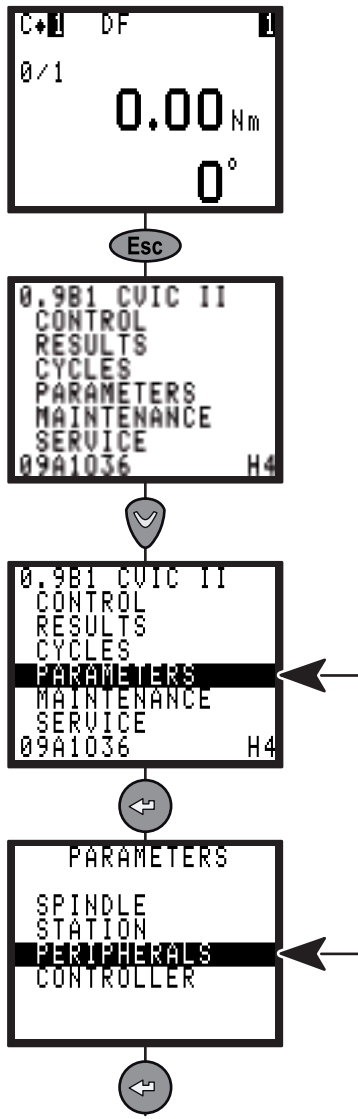 C♦1 DF 1
0/1
0.00 Nm
0°
Esc
0.9B1 CVIC II
CONTROL
RESULTS
CYCLES
PARAMETERS
MAINTENANCE
SERVICE
09A1036 H4
0.9B1 CVIC II
CONTROL
RESULTS
CYCLES
PARAMETERS
MAINTENANCE
SERVICE
09A1036 H4
PARAMETERS
SPINDLE
STATION
PERIPHERALS
CONTROLLER